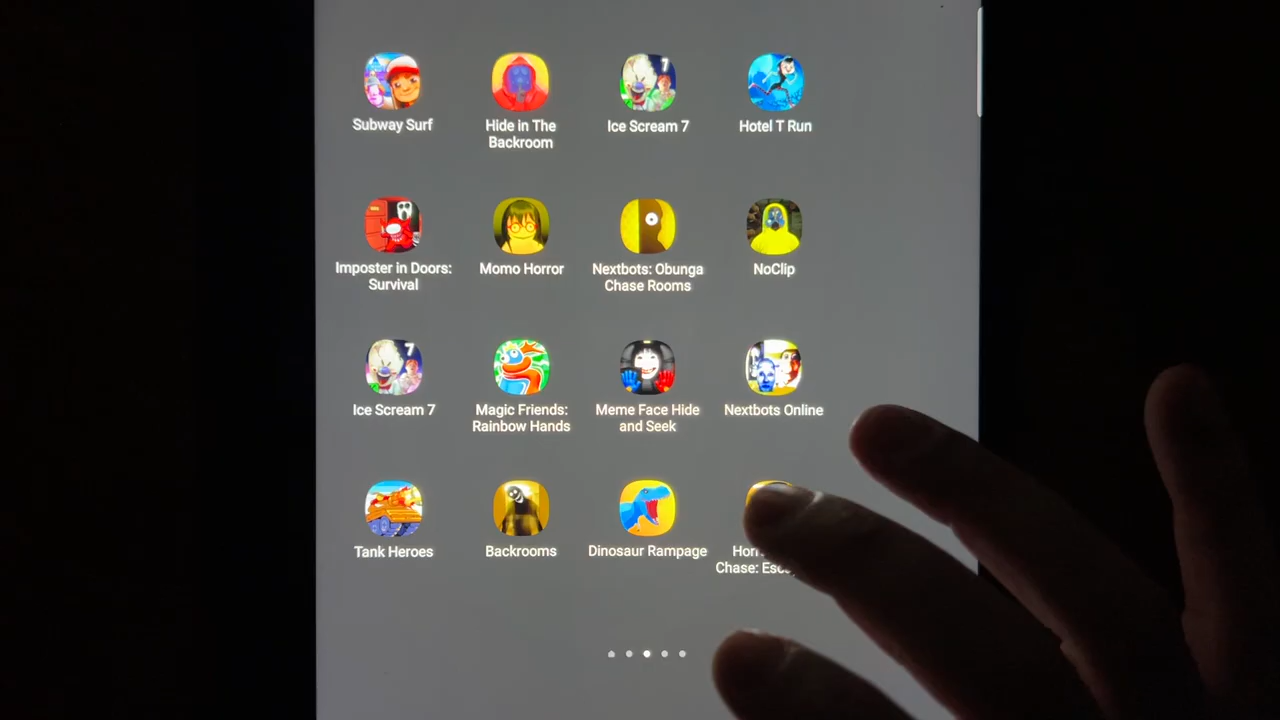 Subway Surf
Hide in The
Backroom
Ice Scream 7
Hotel T Run
Imposter in Doors:
Survival
Momo Horror
Nextbots: Obunga
Chase Rooms
NoClip
Ice Scream 7
Magic Friends:
Rainbow Hands
Meme Face Hide
and Seek
Nextbots Online
Tank Heroes
Backrooms
Dinosaur Rampage
Chase: